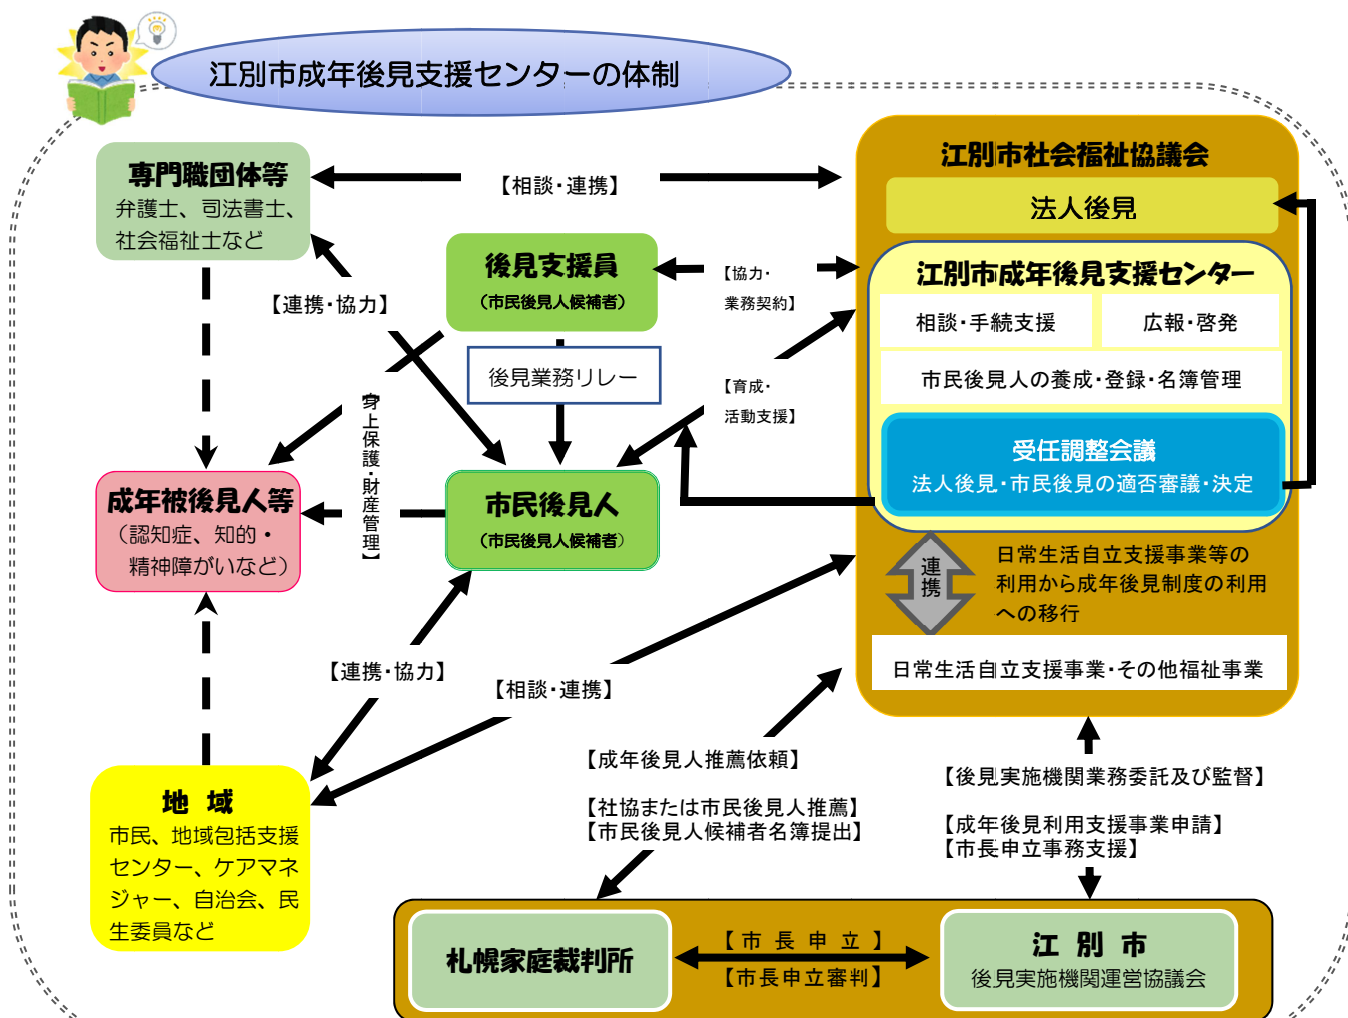 江別市成年後見支援センターの体制
専門職団体等
弁護士、司法書士、
社会福祉士など
【相談・連携】
江別市社会福祉協議会
法人後見
後見支援員
（市民後見人候補者）
【協力・
業務契約】
江別市成年後見支援センター
相談・手続支援
広報・啓発
市民後見人の養成・登録・名簿管理
受任調整会議
法人後見・市民後見の適否審議・決定
【連携・協力】
後見業務リレー
【育成・
活動支援】
【身上保護・財産管理】
成年被後見人等
（認知症、知的・
精神障がいなど）
市民後見人
（市民後見人候補者）
連携
日常生活自立支援事業等の
利用から成年後見制度の利用
への移行
日常生活自立支援事業・その他福祉事業
【連携・協力】
【相談・連携】
地 域
市民、地域包括支援
センター、ケアマネ
ジャー、自治会、民
生委員など
【成年後見人推薦依頼】
【社協または市民後見人推薦】
【市民後見人候補者名簿提出】
【後見実施機関業務委託及び監督】
【成年後見利用支援事業申請】
【市長申立事務支援】
札幌家庭裁判所
【 市 長 申 立 】
【市長申立審判】
江 別 市
後見実施機関運営協議会